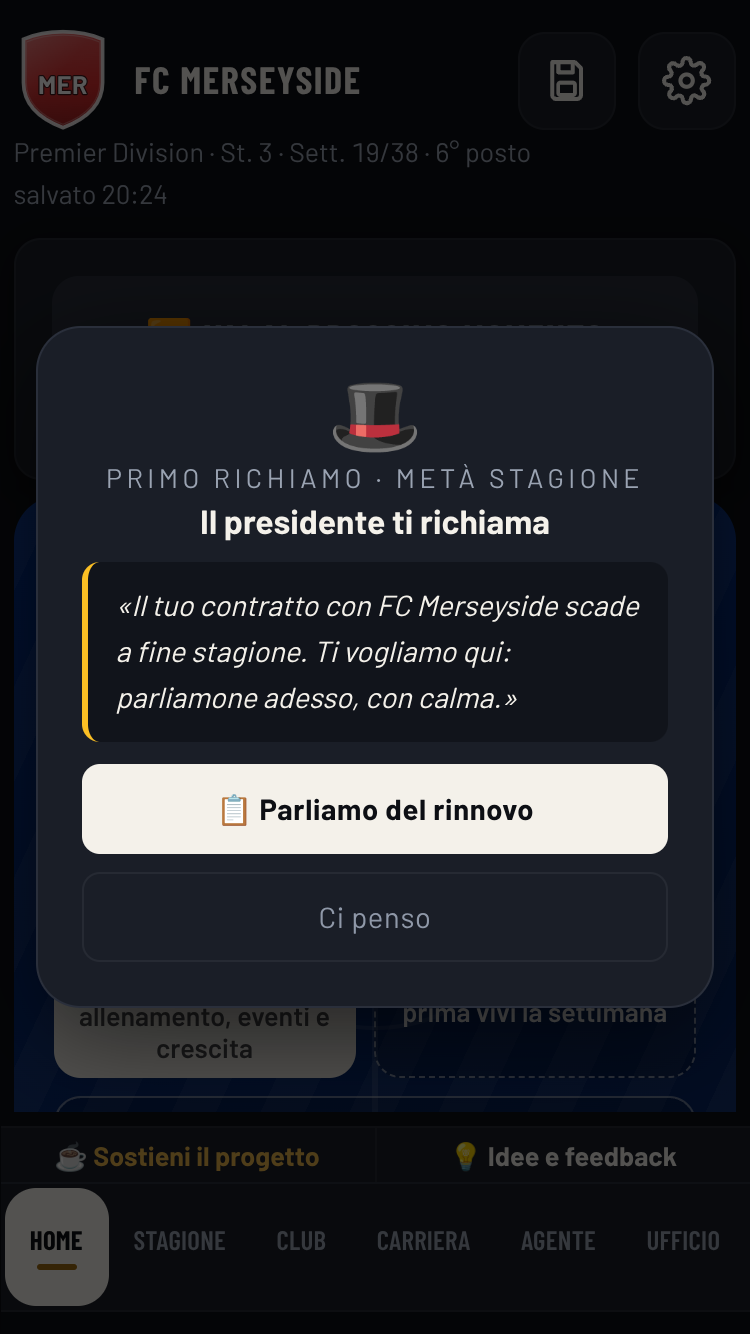 MER
FC MERSEYSIDE
Premier Division · St. 3 · Sett. 19/38 · 6° posto
salvato 20:24
PRIMO RICHIAMO · METÀ STAGIONE
Il presidente ti richiama
«Il tuo contratto con FC Merseyside scade
a fine stagione. Ti vogliamo qui:
parliamone adesso, con calma.»
📋 Parliamo del rinnovo
Ci penso
allenamento, eventi e
crescita
prima vivi la settimana
☕ Sostieni il progetto
💡 Idee e feedback
HOME
STAGIONE
CLUB
CARRIERA
AGENTE
UFFICIO